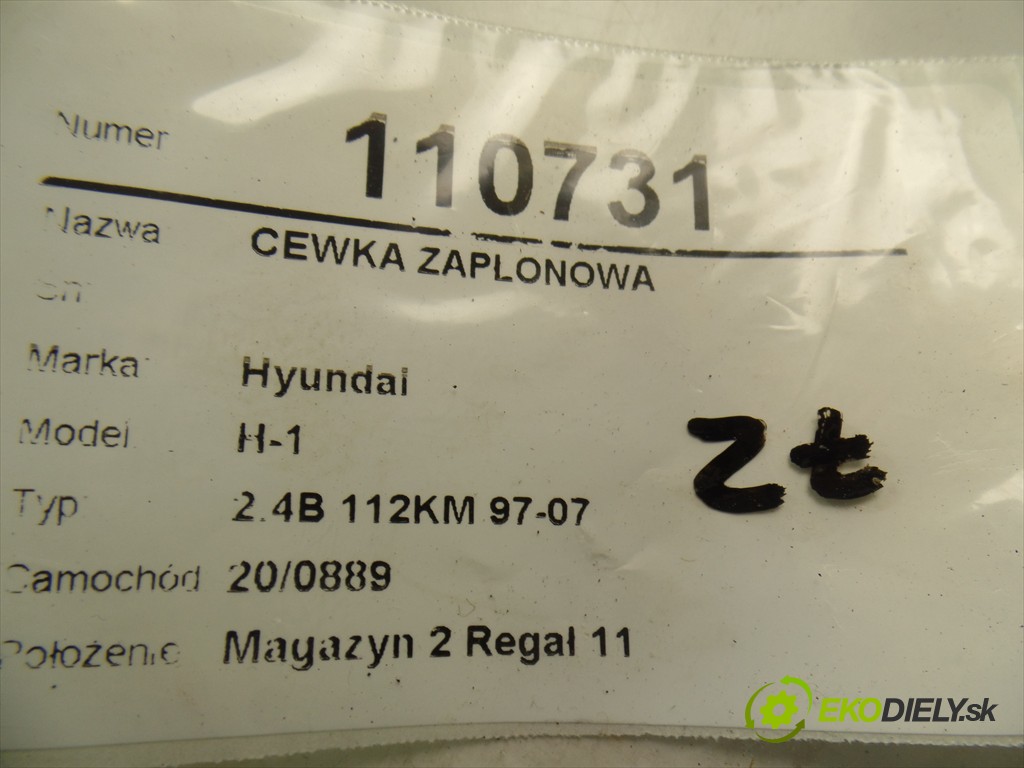 Numer 110731
Nazwa CEWKA ZAPLONOWA
Marka Hyundai
Model H-1 Zł
Typ 2.4B 112KM 97-07
Samochód 20/0889
Położenie Magazyn 2 Regał 11
EKODIELY.sk